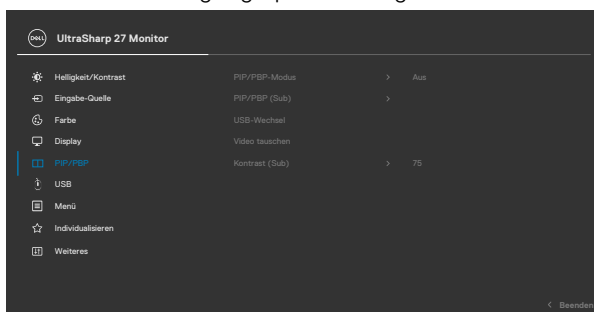 DELL UltraSharp 27 Monitor
Helligkeit/Kontrast PIP/PBP-Modus > Aus
Eingabe-Quelle PIP/PBP (Sub) >
Farbe USB-Wechsel
Display Video tauschen
PIP/PBP Kontrast (Sub) > 75
USB
Menü
Individualisieren
Weiteres
< Beenden